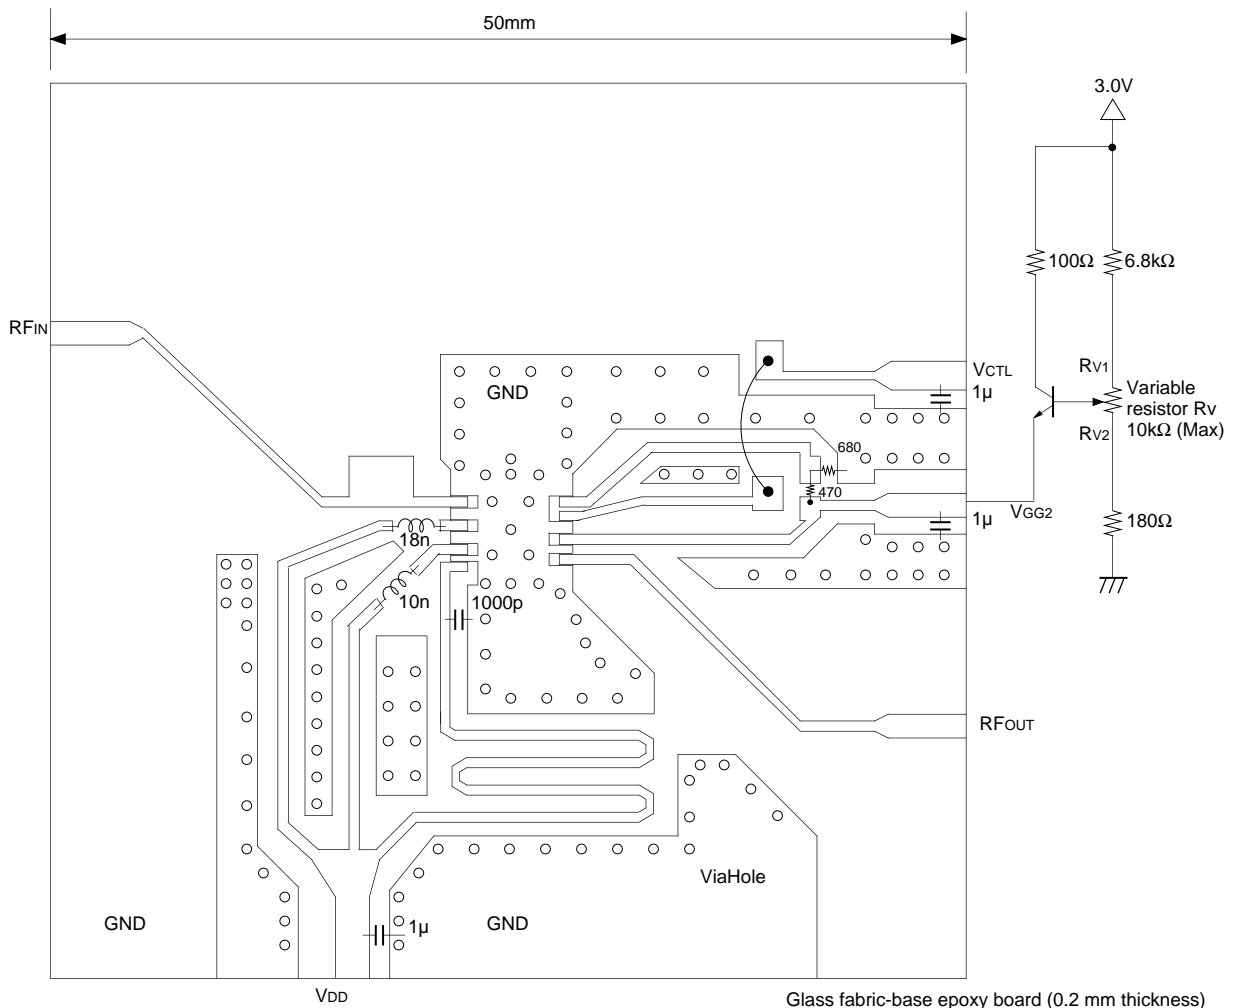 50mm
3.0V
100Ω
6.8kΩ
RFIN
GND
VCTL
1µ
RV1
Variable
resistor Rv
10kΩ (Max)
RV2
680
470
VGG2
1µ
180Ω
18n
10n
1000p
RFOUT
ViaHole
GND
GND
1µ
VDD
Glass fabric-base epoxy board (0.2 mm thickness)